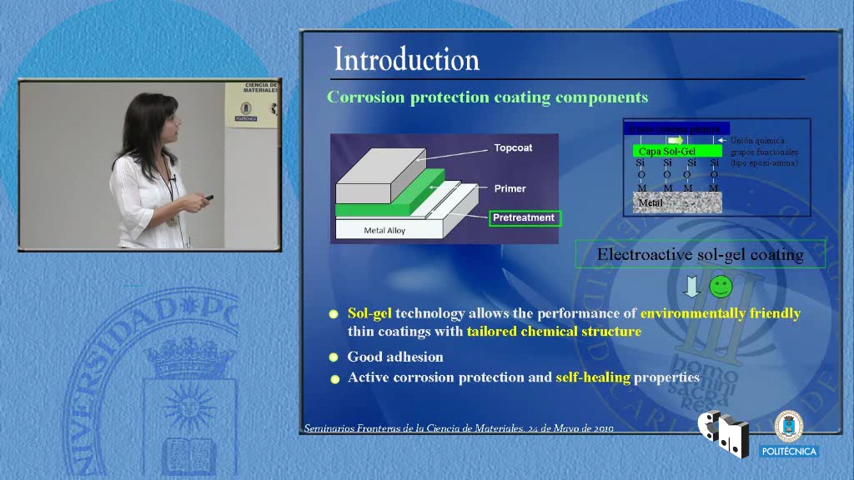 CIENCIA DE
MATERIALES
Introduction
Corrosion protection coating components
Topcoat
Primer
Pretreatment
Metal Alloy
Capa Sol-Gel
Unión química
grupos funcionales
(tipo epoxi-amina)
Si Si Si Si
O O O O
M M M M
Metal
Electroactive sol-gel coating
Sol-gel technology allows the performance of environmentally friendly
thin coatings with tailored chemical structure
Good adhesion
Active corrosion protection and self-healing properties
Seminarios Fronteras de la Ciencia de Materiales, 24 de Mayo de 2010
POLITÉCNICA